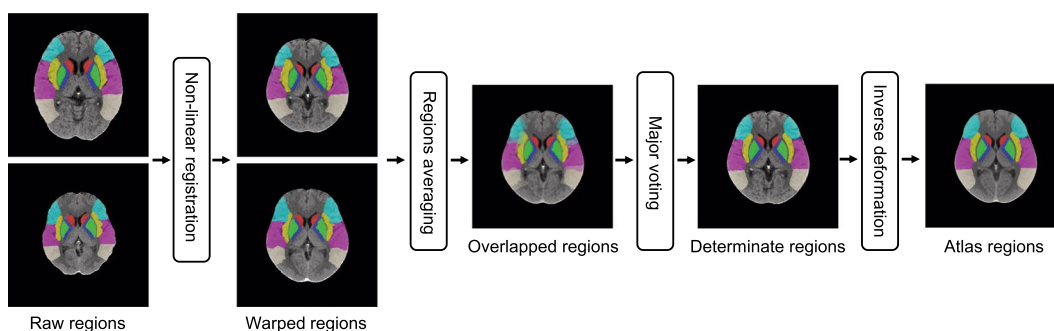 Raw regions
Non-linear registration
Warped regions
Regions averaging
Overlapped regions
Major voting
Determinate regions
Inverse deformation
Atlas regions